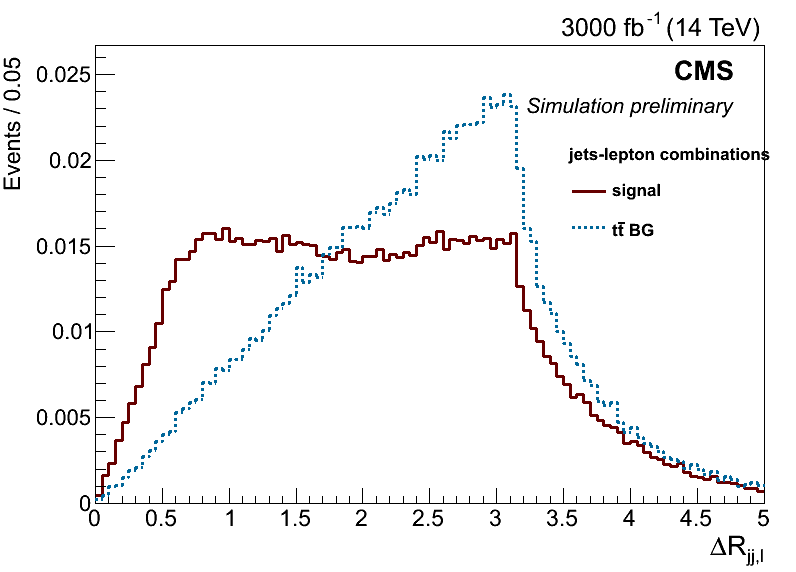 3000 fb⁻¹ (14 TeV)
CMS
Simulation preliminary
jets-lepton combinations
signal
tt̄ BG
Events / 0.05
0.025
0.02
0.015
0.01
0.005
0
0 0.5 1 1.5 2 2.5 3 3.5 4 4.5 5
ΔR_jj,l